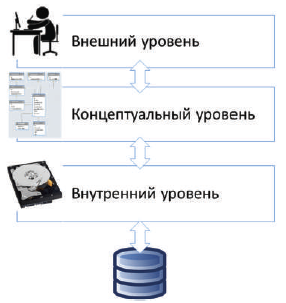 Внешний уровень
Концептуальный уровень
Внутренний уровень